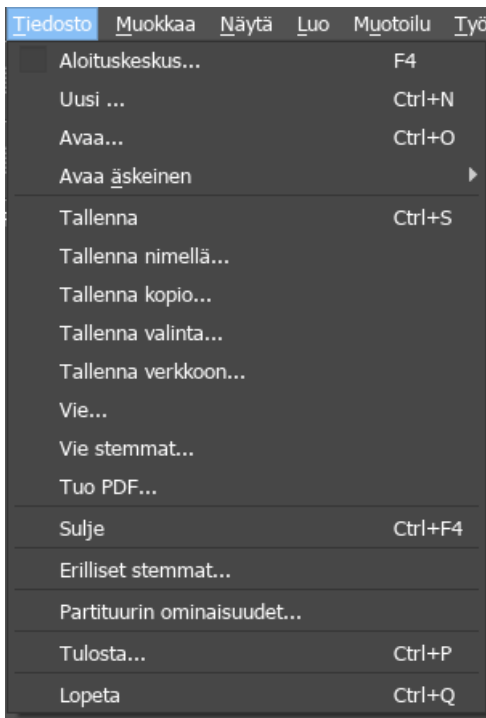 Tiedosto Muokkaa Näytä Luo Muotoilu Työ
Aloituskeskus... F4
Uusi ... Ctrl+N
Avaa... Ctrl+O
Avaa äskeinen
Tallenna Ctrl+S
Tallenna nimellä...
Tallenna kopio...
Tallenna valinta...
Tallenna verkkoon...
Vie...
Vie stemmat...
Tuo PDF...
Sulje Ctrl+F4
Erilliset stemmat...
Partituurin ominaisuudet...
Tulosta... Ctrl+P
Lopeta Ctrl+Q